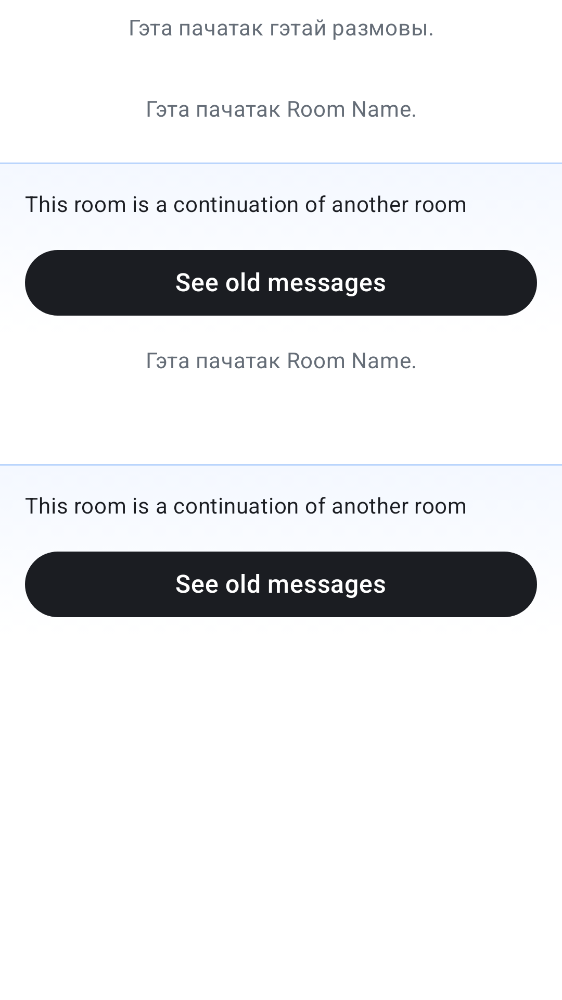 Гэта пачатак гэтай размовы.
Гэта пачатак Room Name.
This room is a continuation of another room
See old messages
Гэта пачатак Room Name.
This room is a continuation of another room
See old messages